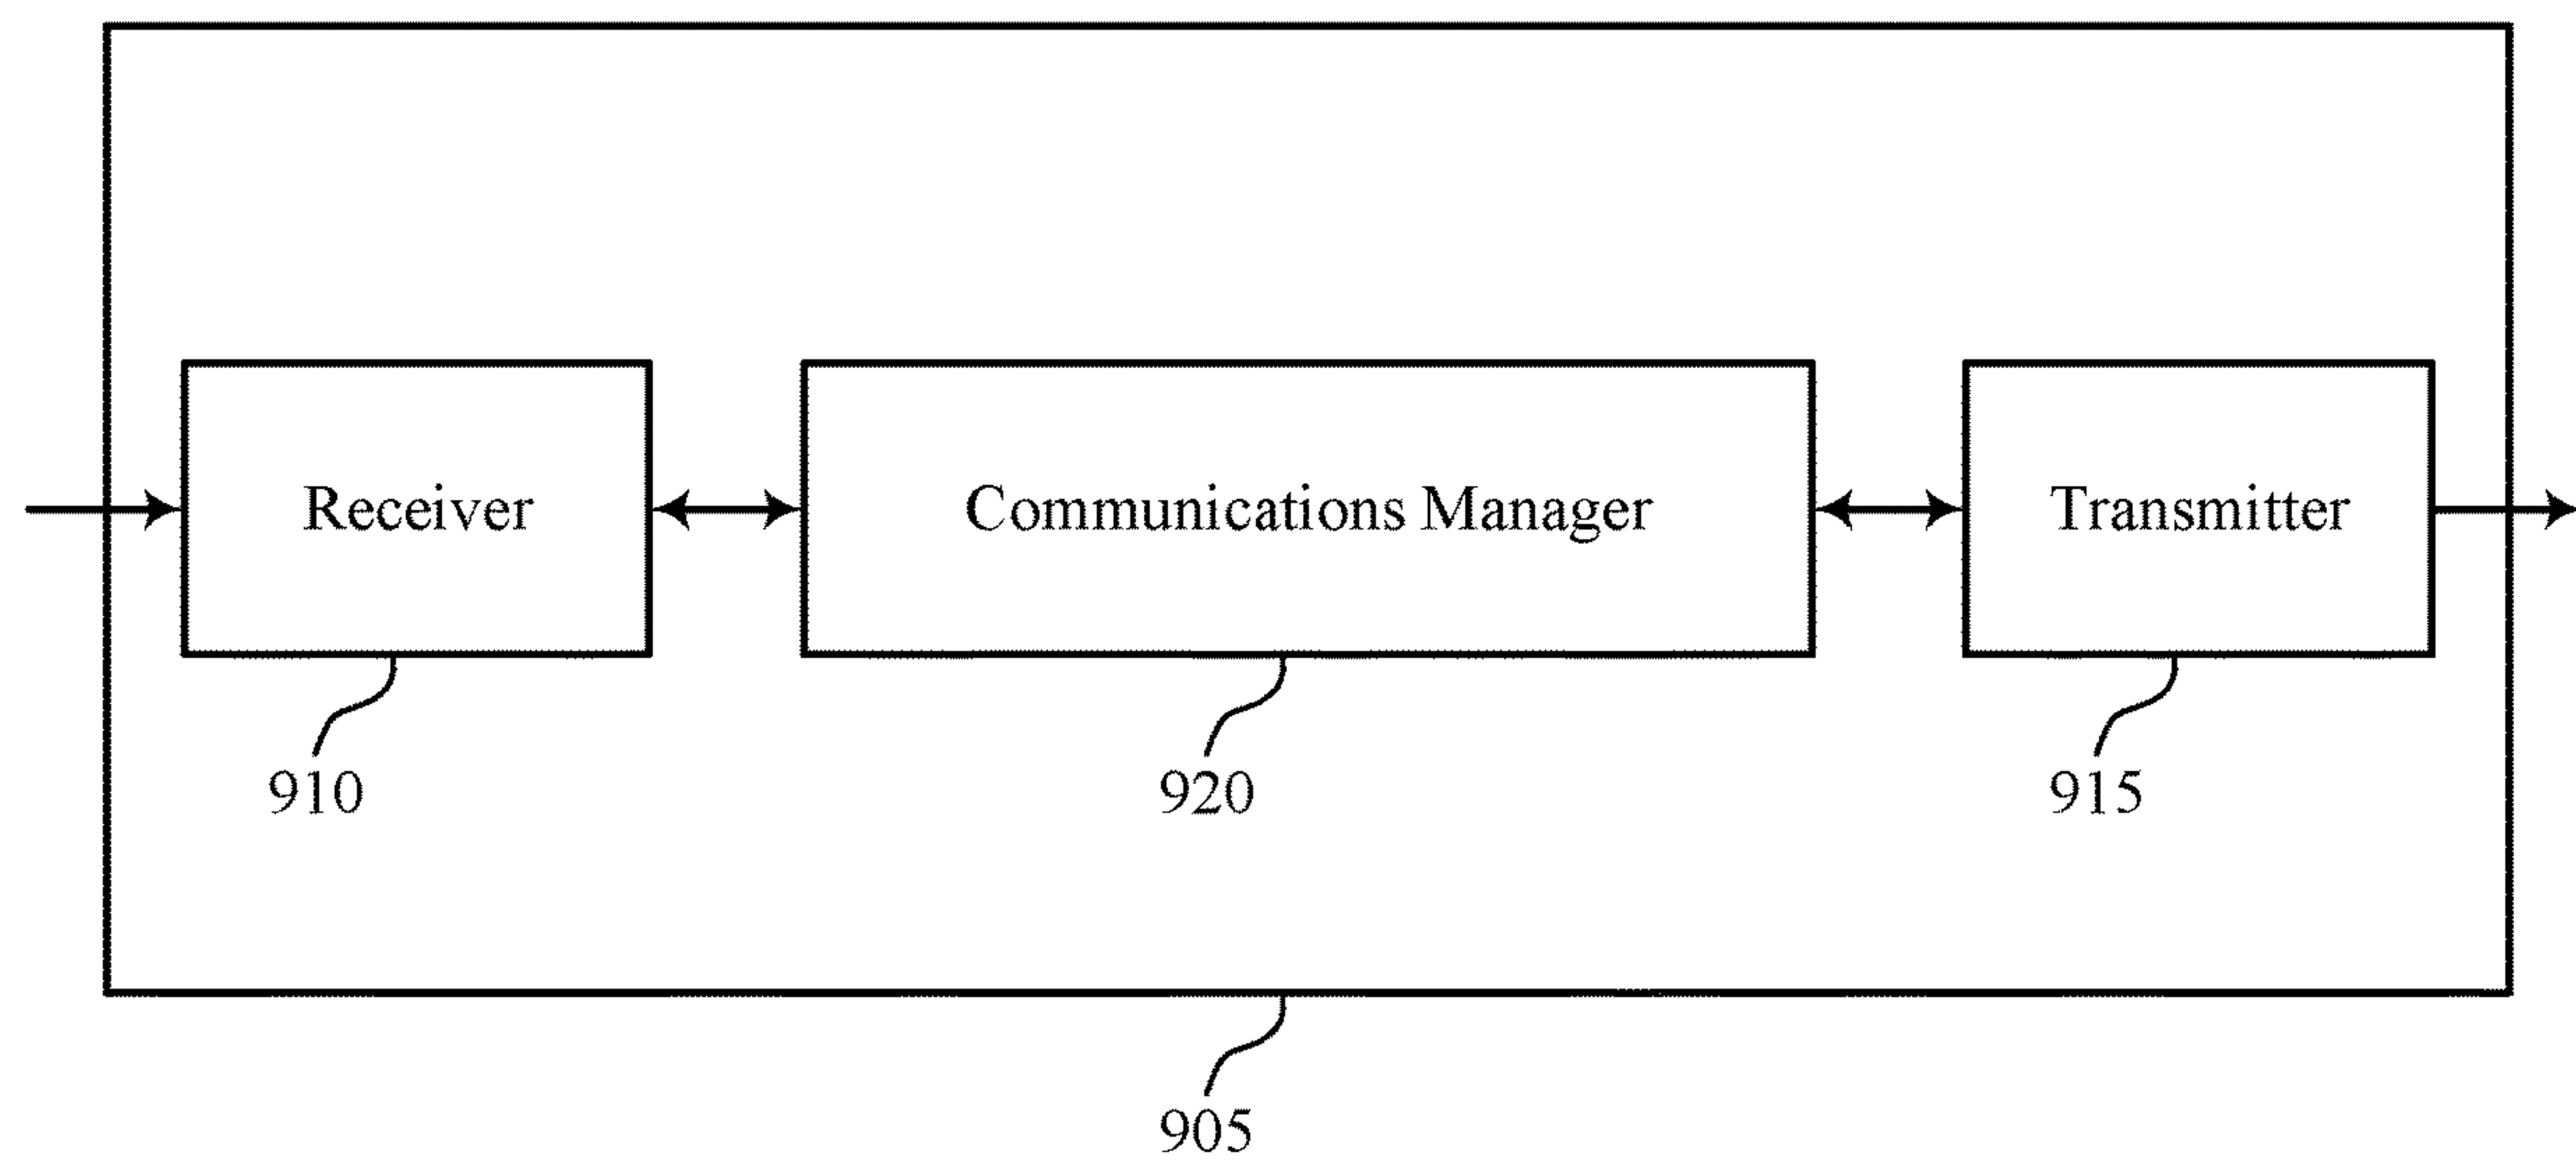 Receiver
Communications Manager
Transmitter
910
920
915
905